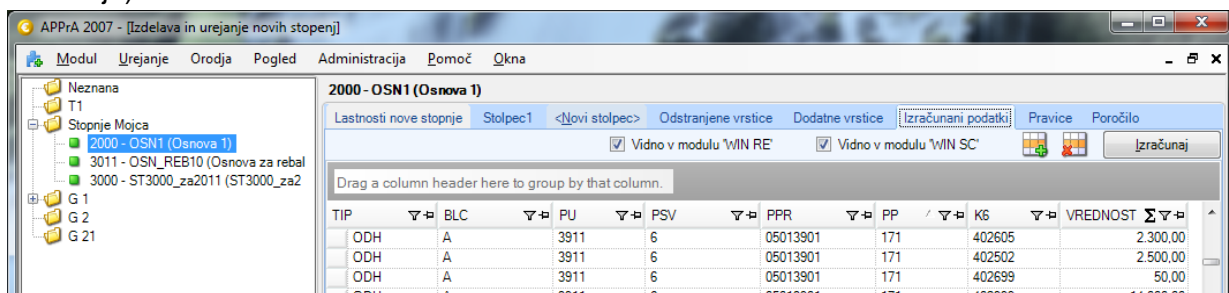 APPrA 2007 - [Izdelava in urejanje novih stopenj]
Modul Urejanje Orodja Pogled Administracija Pomoč Okna
Neznana
T1
Stopnje Mojca
2000 - OSN1 (Osnova 1)
3011 - OSN_REB10 (Osnova za rebal
3000 - ST3000_za2011 (ST3000_za2
G 1
G 2
G 21
2000 - OSN1 (Osnova 1)
Lastnosti nove stopnje Stolpec1 <Novi stolpec> Odstranjene vrstice Dodatne vrstice Izračunani podatki Pravice Poročilo
Vidno v modulu 'WIN RE' Vidno v modulu 'WIN SC' Izračunaj
Drag a column header here to group by that column.
TIP BLC PU PSV PPR PP K6 VREDNOST Σ
ODH A 3911 6 05013901 171 402605 2.300,00
ODH A 3911 6 05013901 171 402502 2.500,00
ODH A 3911 6 05013901 171 402699 50,00